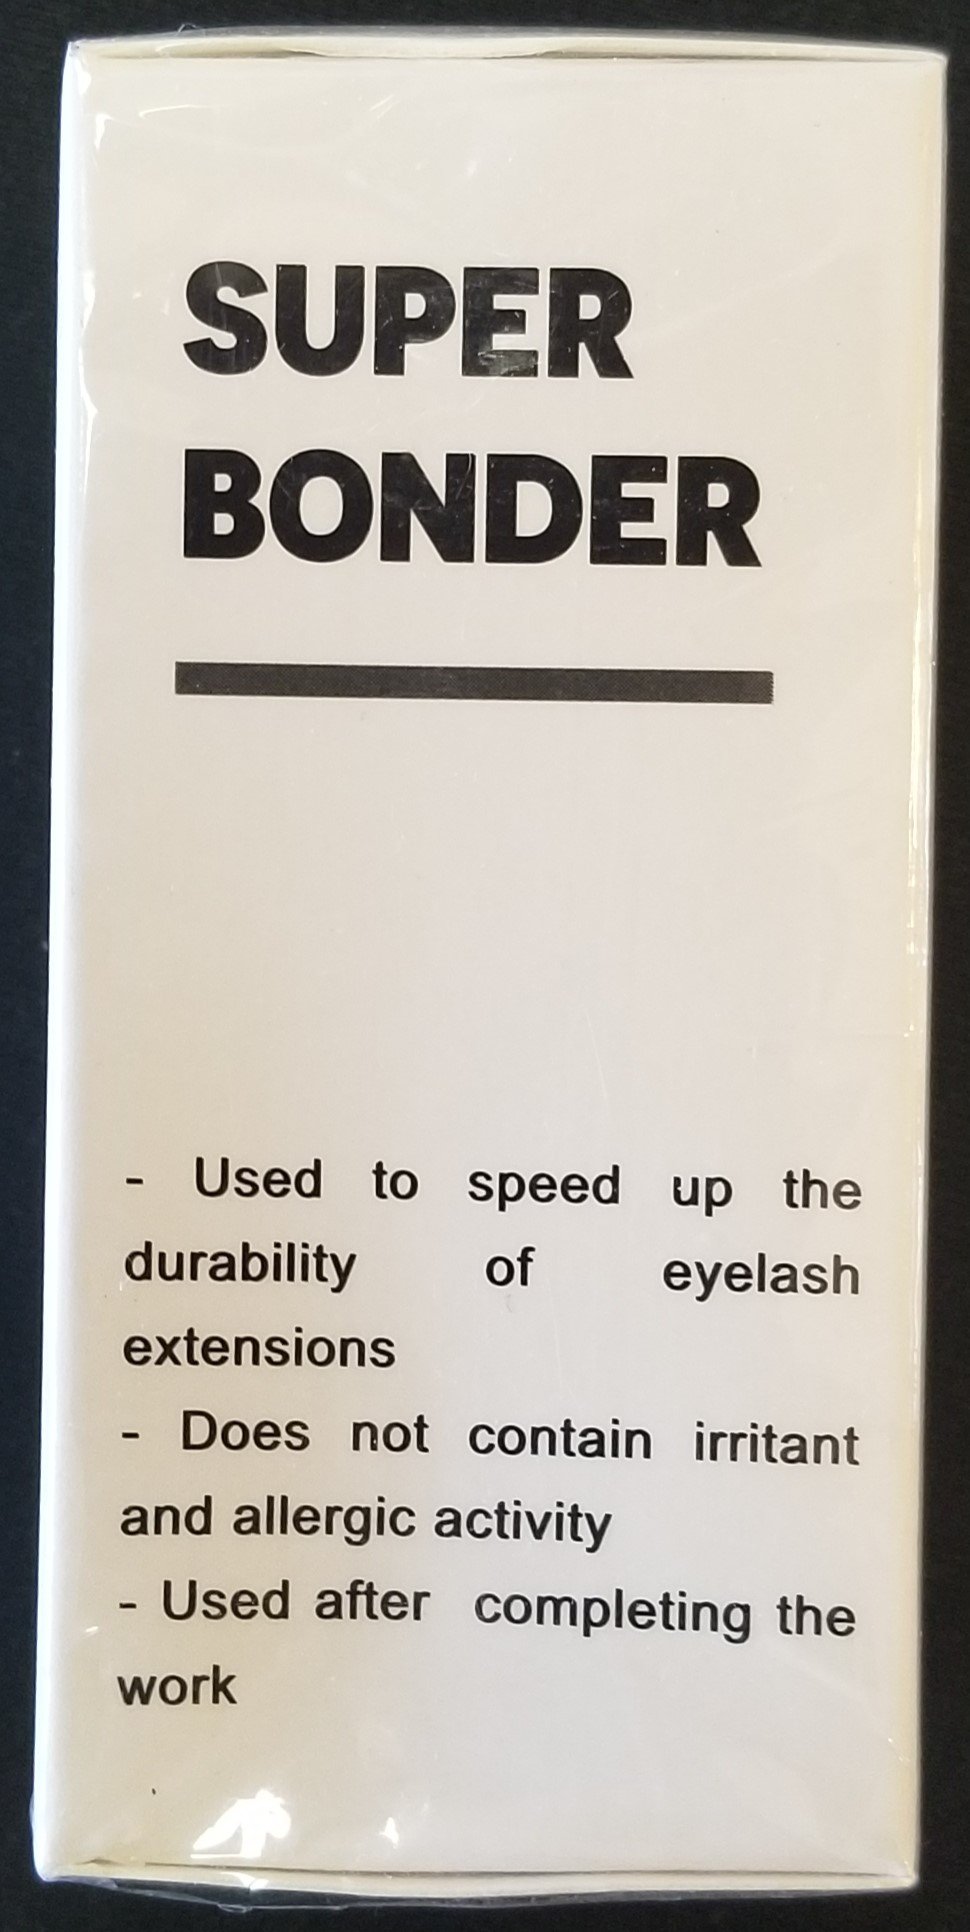 SUPER
BONDER
- Used to speed up the
durability of eyelash
extensions
- Does not contain irritant
and allergic activity
- Used after completing the
work